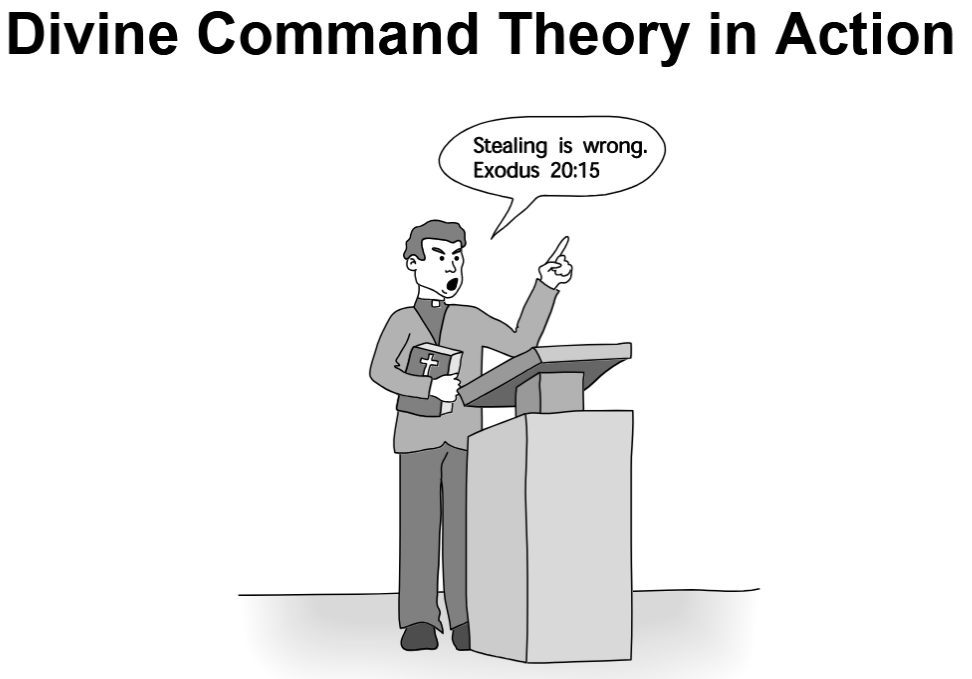 Divine Command Theory in Action
Stealing is wrong.
Exodus 20:15